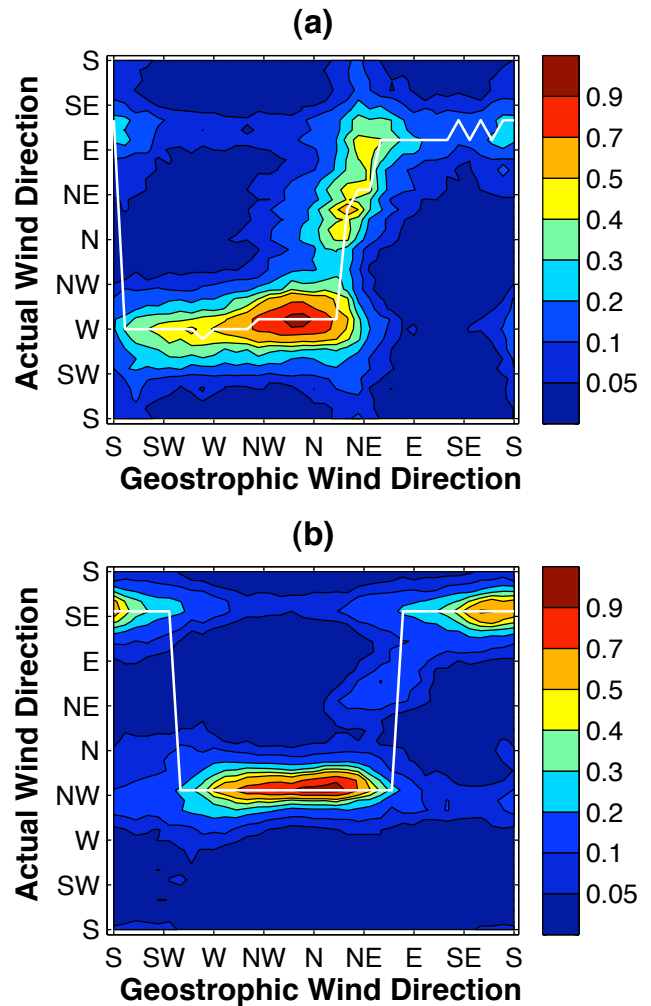 (a)
Actual Wind Direction
S
SE
E
NE
N
NW
W
SW
S
S SW W NW N NE E SE S
Geostrophic Wind Direction
0.9
0.7
0.5
0.4
0.3
0.2
0.1
0.05
(b)
Actual Wind Direction
S
SE
E
NE
N
NW
W
SW
S
S SW W NW N NE E SE S
Geostrophic Wind Direction
0.9
0.7
0.5
0.4
0.3
0.2
0.1
0.05